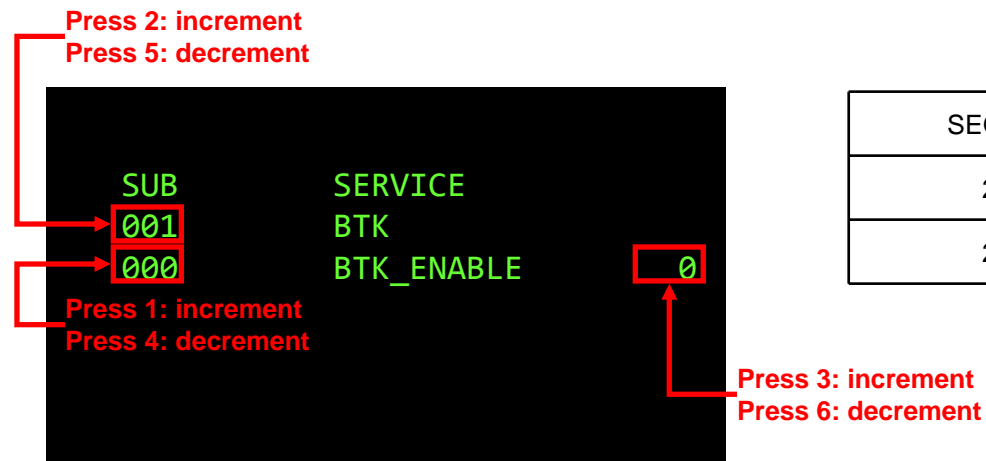 Press 2: increment
Press 5: decrement
SUB SERVICE
001 BTK
000 BTK_ENABLE 0
Press 1: increment
Press 4: decrement
Press 3: increment
Press 6: decrement